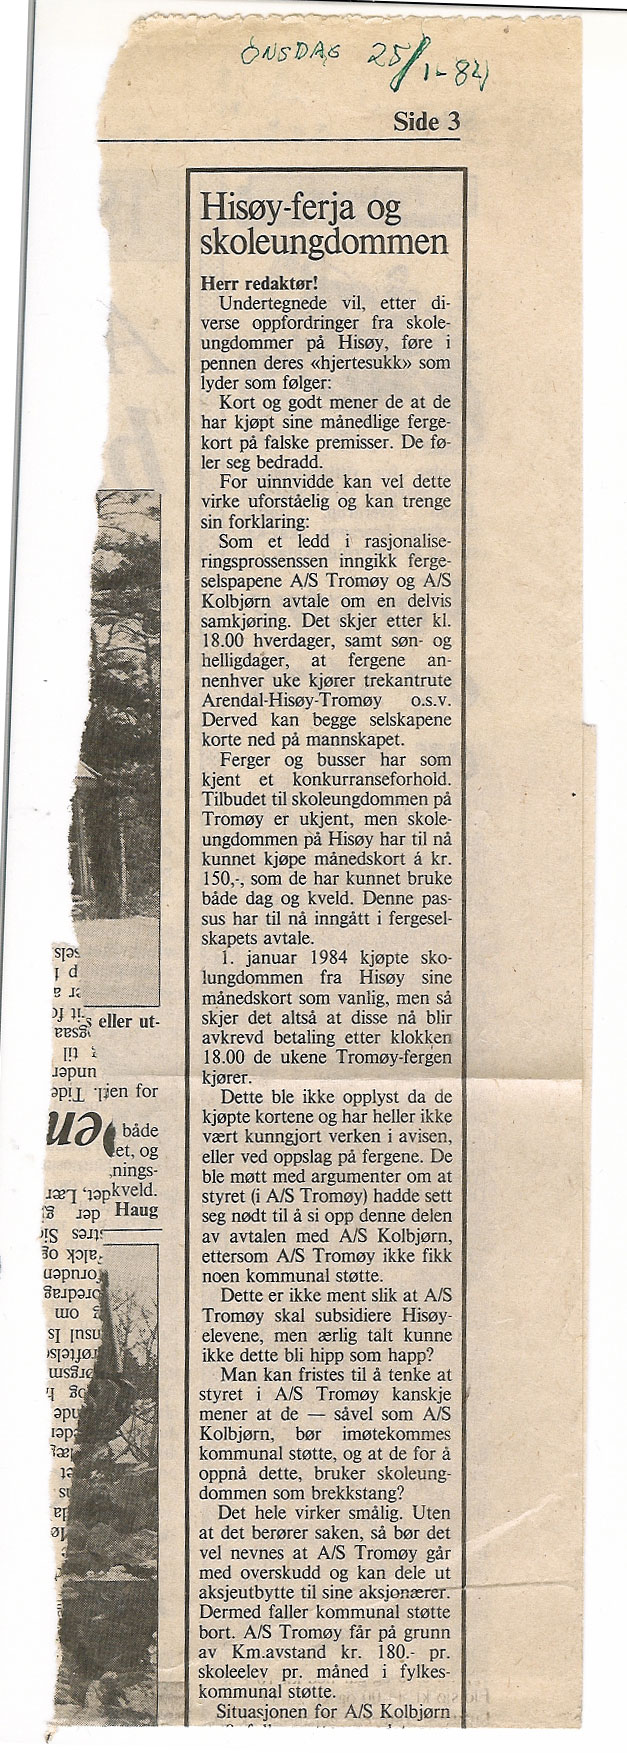 ONSDAG 25/1-84
Side 3
Hisøy-ferja og
skoleungdommen
Herr redaktør!
Undertegnede vil, etter di-
verse oppfordringer fra skole-
ungdommer på Hisøy, føre i
pennen deres «hjertesukk» som
lyder som følger:
Kort og godt mener de at de
har kjøpt sine månedlige ferge-
kort på falske premisser. De fø-
ler seg bedradd.
For uinnvidde kan vel dette
virke uforståelig og kan trenge
sin forklaring:
Som et ledd i rasjonalise-
ringsprossenssen inngikk ferge-
selspapene A/S Tromøy og A/S
Kolbjørn avtale om en delvis
samkjøring. Det skjer etter kl.
18.00 hverdager, samt søn- og
helligdager, at fergene an-
nenhver uke kjører trekantrute
Arendal-Hisøy-Tromøy o.s.v.
Derved kan begge selskapene
korte ned på mannskapet.
Ferger og busser har som
kjent et konkurranseforhold.
Tilbudet til skoleungdommen på
Tromøy er ukjent, men skole-
ungdommen på Hisøy har til nå
kunnet kjøpe månedskort á kr.
150,-, som de har kunnet bruke
både dag og kveld. Denne pas-
sus har til nå inngått i fergesel-
skapets avtale.
1. januar 1984 kjøpte sko-
lungdommen fra Hisøy sine
månedskort som vanlig, men så
skjer det altså at disse nå blir
avkrevd betaling etter klokken
18.00 de ukene Tromøy-fergen
kjører.
Dette ble ikke opplyst da de
kjøpte kortene og har heller ikke
vært kunngjort verken i avisen,
eller ved oppslag på fergene. De
ble møtt med argumenter om at
styret (i A/S Tromøy) hadde sett
seg nødt til å si opp denne delen
av avtalen med A/S Kolbjørn,
ettersom A/S Tromøy ikke fikk
noen kommunal støtte.
Dette er ikke ment slik at A/S
Tromøy skal subsidiere Hisøy-
elevene, men ærlig talt kunne
ikke dette bli hipp som happ?
Man kan fristes til å tenke at
styret i A/S Tromøy kanskje
mener at de — såvel som A/S
Kolbjørn, bør imøtekommes
kommunal støtte, og at de for å
oppnå dette, bruker skoleung-
dommen som brekkstang?
Det hele virker smålig. Uten
at det berører saken, så bør det
vel nevnes at A/S Tromøy går
med overskudd og kan dele ut
aksjeutbytte til sine aksjonærer.
Dermed faller kommunal støtte
bort. A/S Tromøy får på grunn
av Km.avstand kr. 180.- pr.
skoleelev pr. måned i fylkes-
kommunal støtte.
Situasjonen for A/S Kolbjørn
s eller ut-
en for
både
et, og
nings-
kveld.
Haug